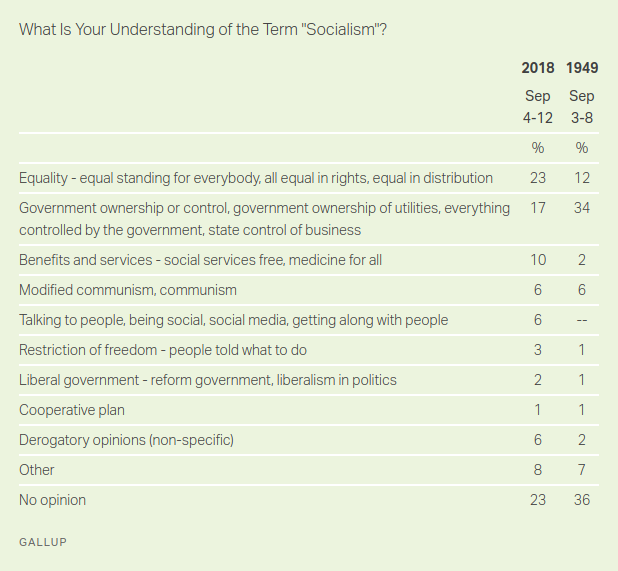 What Is Your Understanding of the Term "Socialism"?
2018 1949
Sep Sep
4-12 3-8
% %
Equality - equal standing for everybody, all equal in rights, equal in distribution 23 12
Government ownership or control, government ownership of utilities, everything 17 34
controlled by the government, state control of business
Benefits and services - social services free, medicine for all 10 2
Modified communism, communism 6 6
Talking to people, being social, social media, getting along with people 6 --
Restriction of freedom - people told what to do 3 1
Liberal government - reform government, liberalism in politics 2 1
Cooperative plan 1 1
Derogatory opinions (non-specific) 6 2
Other 8 7
No opinion 23 36
GALLUP